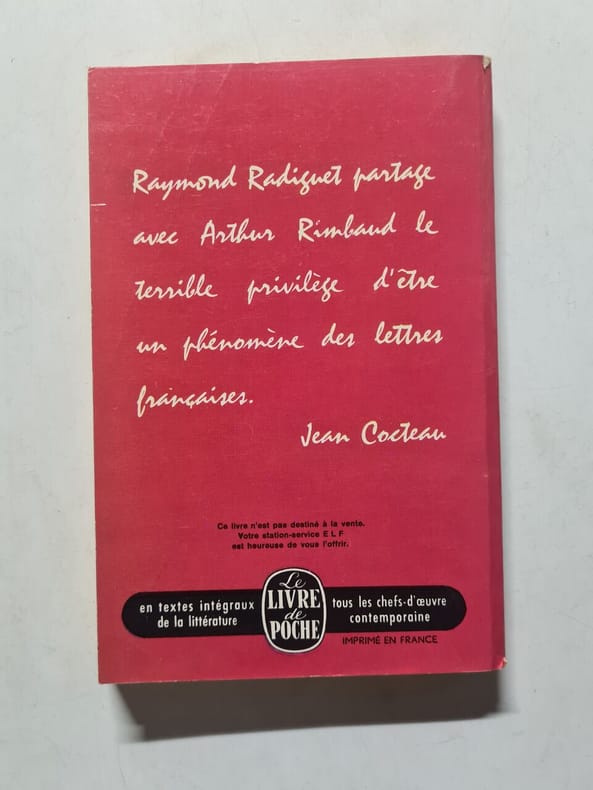 Raymond Radiguet partage
avec Arthur Rimbaud le
terrible privilège d'être
un phénomène des lettres
françaises.
Jean Cocteau
Ce livre n'est pas destiné à la vente.
Votre station-service E L F
est heureuse de vous l'offrir.
en textes intégraux
de la littérature
Le
LIVRE
de
POCHE
tous les chefs-d'œuvre
contemporaine
IMPRIMÉ EN FRANCE